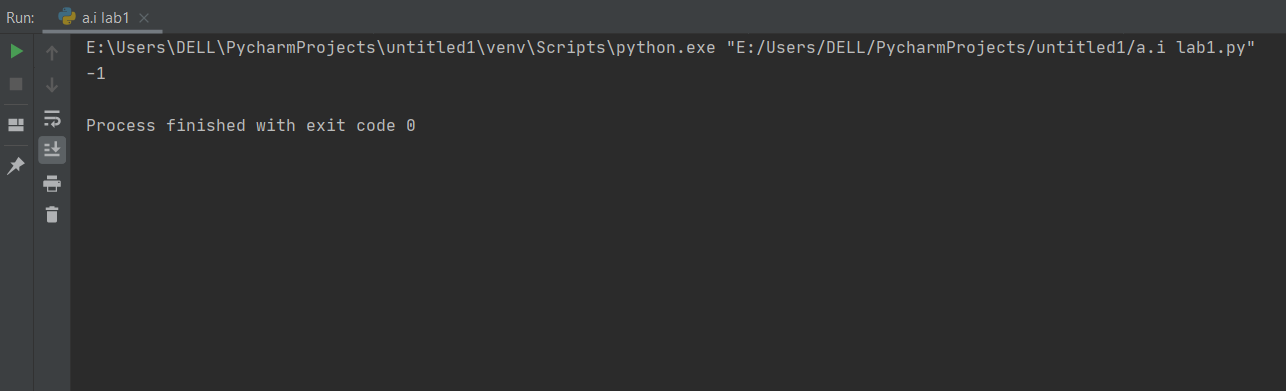 Run: a.i lab1
E:\Users\DELL\PycharmProjects\untitled1\venv\Scripts\python.exe "E:/Users/DELL/PycharmProjects/untitled1/a.i lab1.py"
-1
Process finished with exit code 0